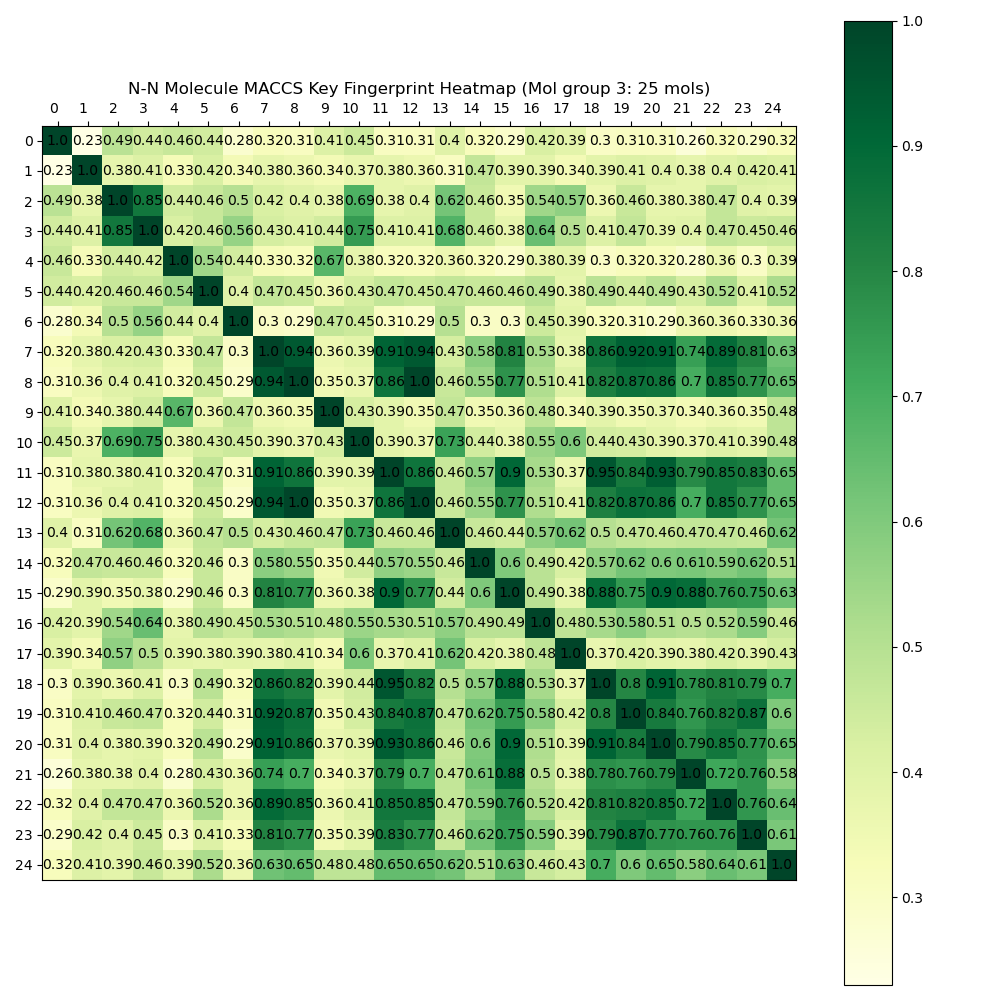 N-N Molecule MACCS Key Fingerprint Heatmap (Mol group 3: 25 mols)
0 1 2 3 4 5 6 7 8 9 10 11 12 13 14 15 16 17 18 19 20 21 22 23 24
0 1.0 0.23 0.49 0.44 0.46 0.44 0.28 0.32 0.31 0.41 0.45 0.31 0.31 0.4 0.32 0.29 0.42 0.39 0.3 0.31 0.31 0.26 0.32 0.29 0.32
1 0.23 1.0 0.38 0.41 0.33 0.42 0.34 0.38 0.36 0.34 0.37 0.38 0.36 0.31 0.47 0.39 0.39 0.34 0.39 0.41 0.4 0.38 0.4 0.42 0.41
2 0.49 0.38 1.0 0.85 0.44 0.46 0.5 0.42 0.4 0.38 0.69 0.38 0.4 0.62 0.46 0.35 0.54 0.57 0.36 0.46 0.38 0.38 0.47 0.4 0.39
3 0.44 0.41 0.85 1.0 0.42 0.46 0.56 0.43 0.41 0.44 0.75 0.41 0.41 0.68 0.46 0.38 0.64 0.5 0.41 0.47 0.39 0.4 0.47 0.45 0.46
4 0.46 0.33 0.44 0.42 1.0 0.54 0.44 0.33 0.32 0.67 0.38 0.32 0.32 0.36 0.32 0.29 0.38 0.39 0.3 0.32 0.32 0.28 0.36 0.3 0.39
5 0.44 0.42 0.46 0.46 0.54 1.0 0.4 0.47 0.45 0.36 0.43 0.47 0.45 0.47 0.46 0.46 0.49 0.38 0.49 0.44 0.49 0.43 0.52 0.41 0.52
6 0.28 0.34 0.5 0.56 0.44 0.4 1.0 0.3 0.29 0.47 0.45 0.31 0.29 0.5 0.3 0.3 0.45 0.39 0.32 0.31 0.29 0.36 0.36 0.33 0.36
7 0.32 0.38 0.42 0.43 0.33 0.47 0.3 1.0 0.94 0.36 0.39 0.91 0.94 0.43 0.58 0.81 0.53 0.38 0.86 0.92 0.91 0.74 0.89 0.81 0.63
8 0.31 0.36 0.4 0.41 0.32 0.45 0.29 0.94 1.0 0.35 0.37 0.86 1.0 0.46 0.55 0.77 0.51 0.41 0.82 0.87 0.86 0.7 0.85 0.77 0.65
9 0.41 0.34 0.38 0.44 0.67 0.36 0.47 0.36 0.35 1.0 0.43 0.39 0.35 0.47 0.35 0.36 0.48 0.34 0.39 0.35 0.37 0.34 0.36 0.35 0.48
10 0.45 0.37 0.69 0.75 0.38 0.43 0.45 0.39 0.37 0.43 1.0 0.39 0.37 0.73 0.44 0.38 0.55 0.6 0.44 0.43 0.39 0.37 0.41 0.39 0.48
11 0.31 0.38 0.38 0.41 0.32 0.47 0.31 0.91 0.86 0.39 0.39 1.0 0.86 0.46 0.57 0.9 0.53 0.37 0.95 0.84 0.93 0.79 0.85 0.83 0.65
12 0.31 0.36 0.4 0.41 0.32 0.45 0.29 0.94 1.0 0.35 0.37 0.86 1.0 0.46 0.55 0.77 0.51 0.41 0.82 0.87 0.86 0.7 0.85 0.77 0.65
13 0.4 0.31 0.62 0.68 0.36 0.47 0.5 0.43 0.46 0.47 0.73 0.46 0.46 1.0 0.46 0.44 0.57 0.62 0.5 0.47 0.46 0.47 0.47 0.46 0.62
14 0.32 0.47 0.46 0.46 0.32 0.46 0.3 0.58 0.55 0.35 0.44 0.57 0.55 0.46 1.0 0.6 0.49 0.42 0.57 0.62 0.6 0.61 0.59 0.62 0.51
15 0.29 0.39 0.35 0.38 0.29 0.46 0.3 0.81 0.77 0.36 0.38 0.9 0.77 0.44 0.6 1.0 0.49 0.38 0.88 0.75 0.9 0.88 0.76 0.75 0.63
16 0.42 0.39 0.54 0.64 0.38 0.49 0.45 0.53 0.51 0.48 0.55 0.53 0.51 0.57 0.49 0.49 1.0 0.48 0.53 0.58 0.51 0.5 0.52 0.59 0.46
17 0.39 0.34 0.57 0.5 0.39 0.38 0.39 0.38 0.41 0.34 0.6 0.37 0.41 0.62 0.42 0.38 0.48 1.0 0.37 0.42 0.39 0.38 0.42 0.39 0.43
18 0.3 0.39 0.36 0.41 0.3 0.49 0.32 0.86 0.82 0.39 0.44 0.95 0.82 0.5 0.57 0.88 0.53 0.37 1.0 0.8 0.91 0.78 0.81 0.79 0.7
19 0.31 0.41 0.46 0.47 0.32 0.44 0.31 0.92 0.87 0.35 0.43 0.84 0.87 0.47 0.62 0.75 0.58 0.42 0.8 1.0 0.84 0.76 0.82 0.87 0.6
20 0.31 0.4 0.38 0.39 0.32 0.49 0.29 0.91 0.86 0.37 0.39 0.93 0.86 0.46 0.6 0.9 0.51 0.39 0.91 0.84 1.0 0.79 0.85 0.77 0.65
21 0.26 0.38 0.38 0.4 0.28 0.43 0.36 0.74 0.7 0.34 0.37 0.79 0.7 0.47 0.61 0.88 0.5 0.38 0.78 0.76 0.79 1.0 0.72 0.76 0.58
22 0.32 0.4 0.47 0.47 0.36 0.52 0.36 0.89 0.85 0.36 0.41 0.85 0.85 0.47 0.59 0.76 0.52 0.42 0.81 0.82 0.85 0.72 1.0 0.76 0.64
23 0.29 0.42 0.4 0.45 0.3 0.41 0.33 0.81 0.77 0.35 0.39 0.83 0.77 0.46 0.62 0.75 0.59 0.39 0.79 0.87 0.77 0.76 0.76 1.0 0.61
24 0.32 0.41 0.39 0.46 0.39 0.52 0.36 0.63 0.65 0.48 0.48 0.65 0.65 0.62 0.51 0.63 0.46 0.43 0.7 0.6 0.65 0.58 0.64 0.61 1.0
1.0
0.9
0.8
0.7
0.6
0.5
0.4
0.3